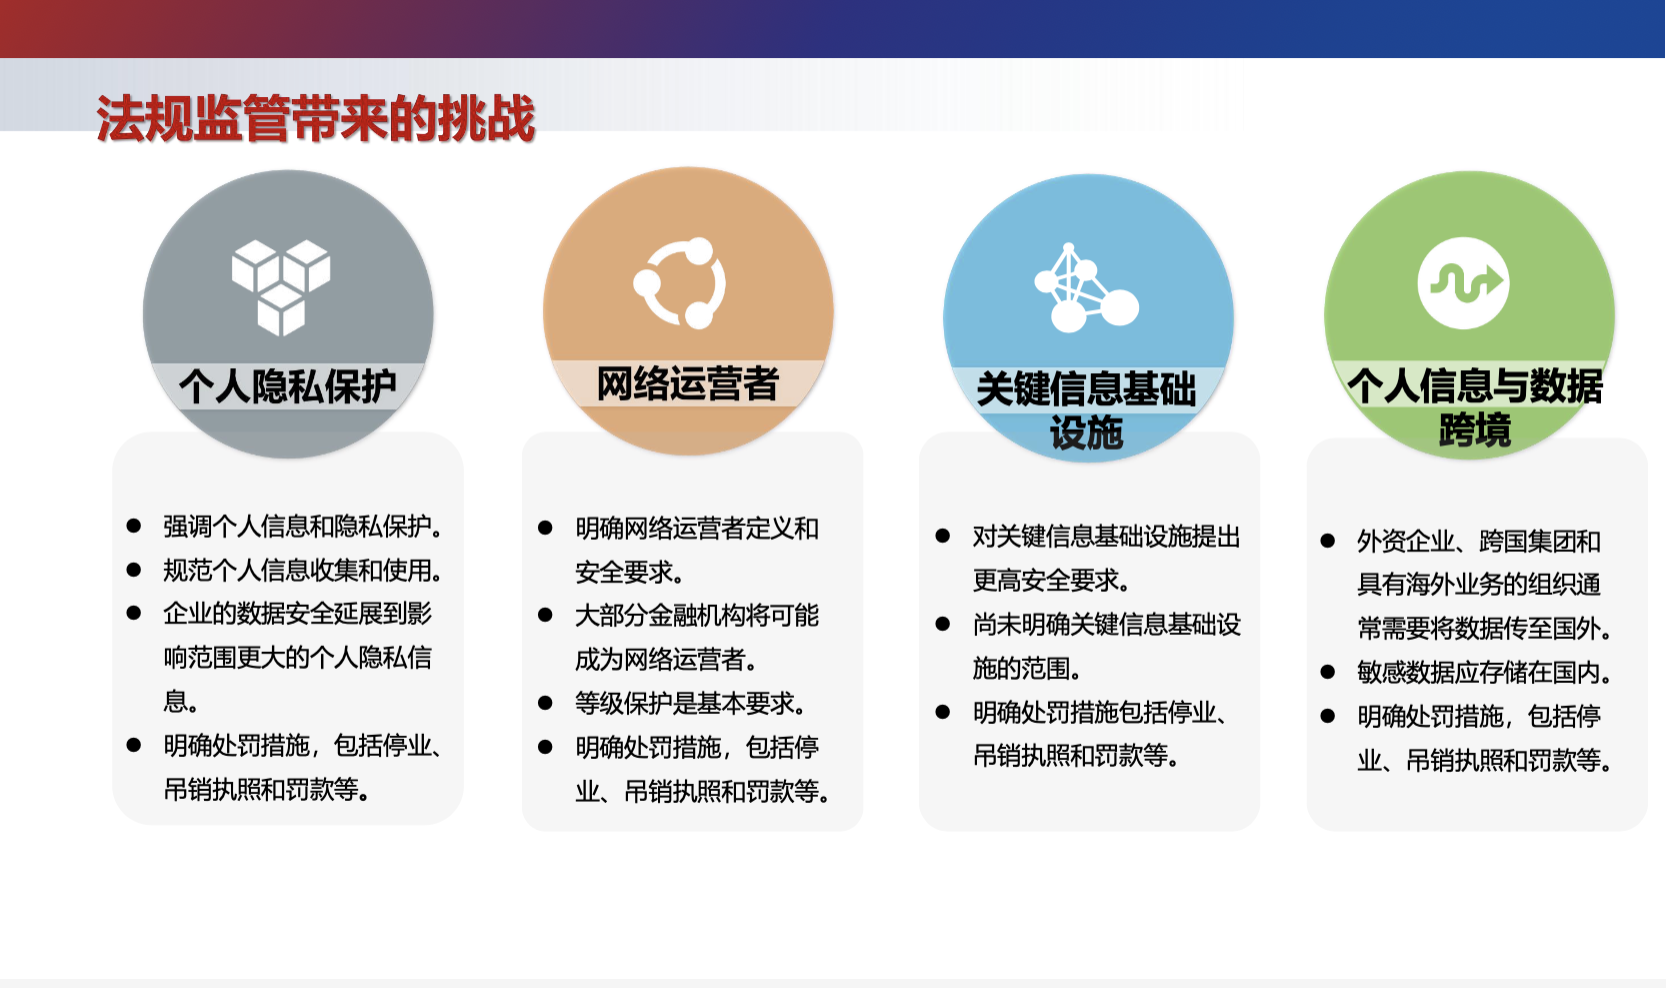 法规监管带来的挑战
个人隐私保护
强调个人信息和隐私保护。
规范个人信息收集和使用。
企业的数据安全延展到影
响范围更大的个人隐私信
息。
明确处罚措施，包括停业、
吊销执照和罚款等。
网络运营者
明确网络运营者定义和
安全要求。
大部分金融机构将可能
成为网络运营者。
等级保护是基本要求。
明确处罚措施，包括停
业、吊销执照和罚款等。
关键信息基础
设施
对关键信息基础设施提出
更高安全要求。
尚未明确关键信息基础设
施的范围。
明确处罚措施包括停业、
吊销执照和罚款等。
个人信息与数据
跨境
外资企业、跨国集团和
具有海外业务的组织通
常需要将数据传至国外。
敏感数据应存储在国内。
明确处罚措施，包括停
业、吊销执照和罚款等。